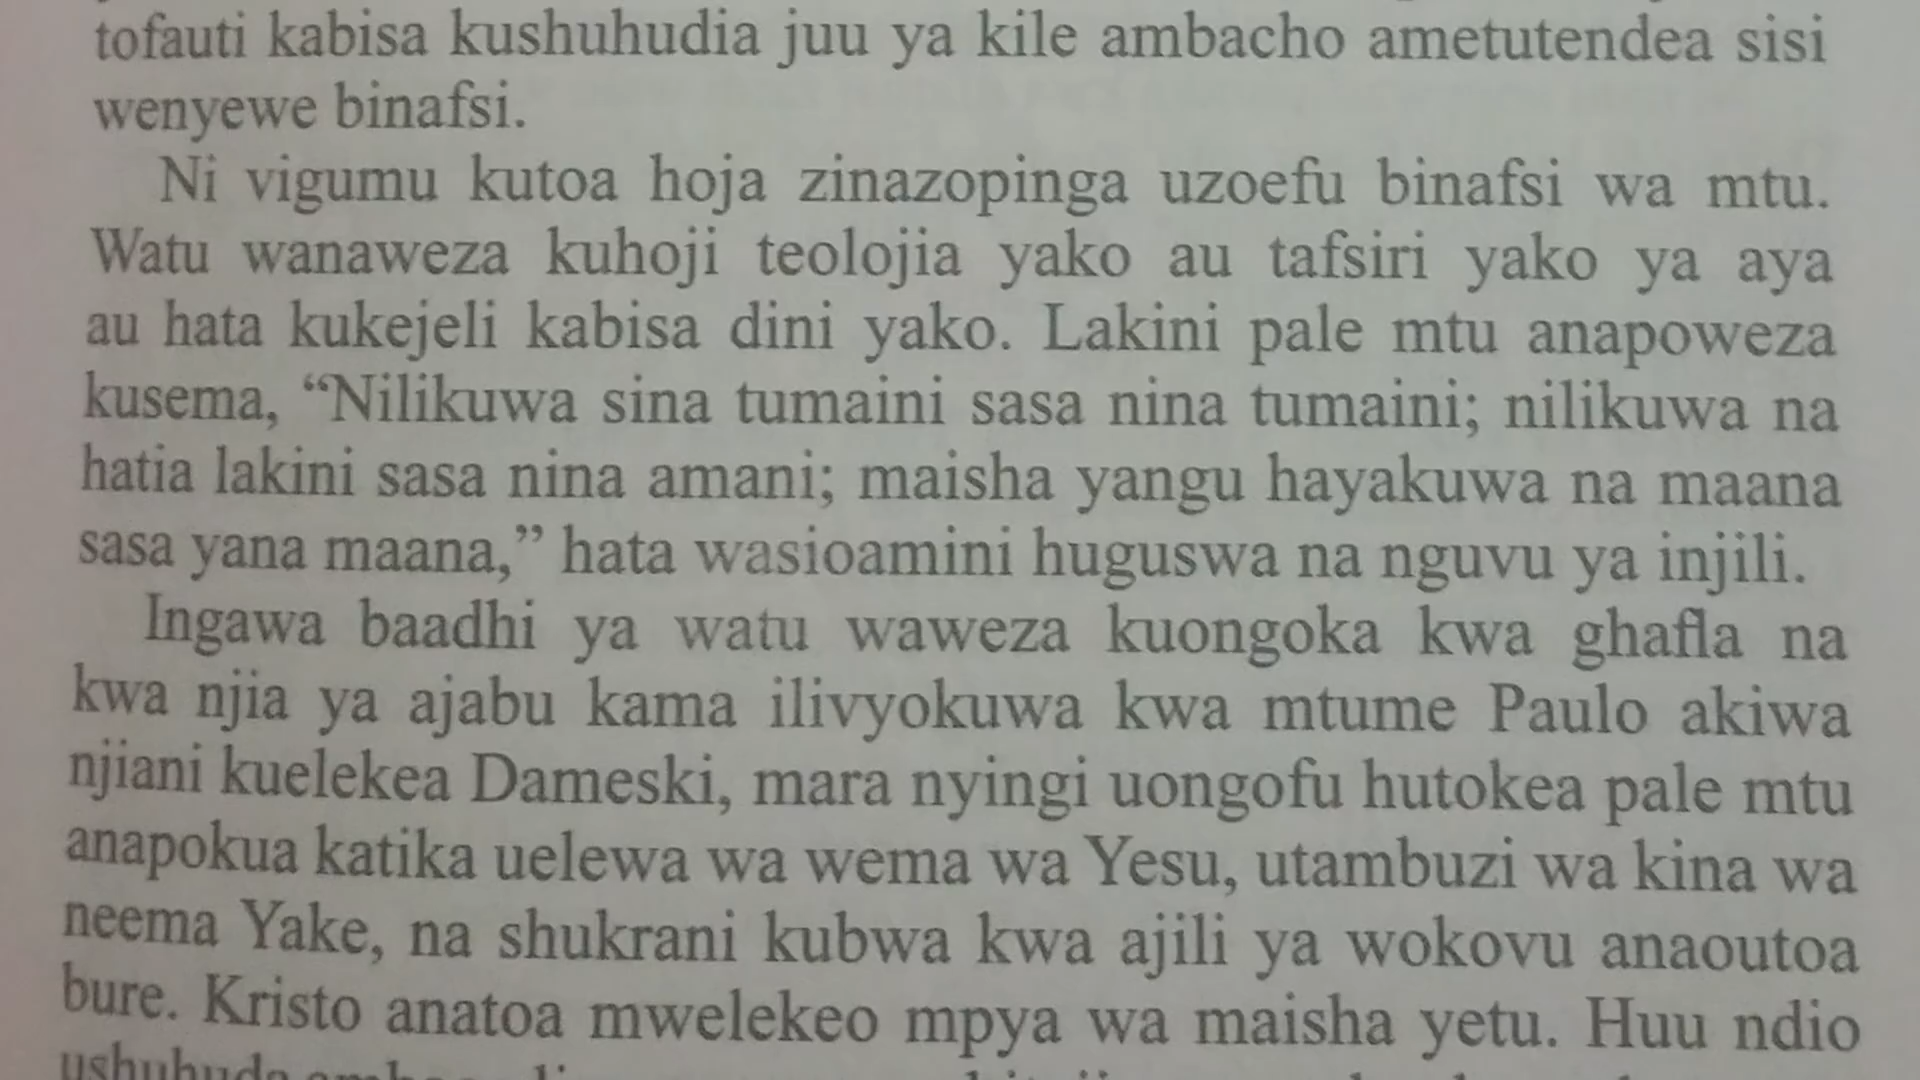 tofauti kabisa kushuhudia juu ya kile ambacho ametutendea sisi
wenyewe binafsi.
Ni vigumu kutoa hoja zinazopinga uzoefu binafsi wa mtu.
Watu wanaweza kuhoji teolojia yako au tafsiri yako ya aya
au hata kukejeli kabisa dini yako. Lakini pale mtu anapoweza
kusema, “Nilikuwa sina tumaini sasa nina tumaini; nilikuwa na
hatia lakini sasa nina amani; maisha yangu hayakuwa na maana
sasa yana maana,” hata wasioamini huguswa na nguvu ya injili.
Ingawa baadhi ya watu waweza kuongoka kwa ghafla na
kwa njia ya ajabu kama ilivyokuwa kwa mtume Paulo akiwa
njiani kuelekea Dameski, mara nyingi uongofu hutokea pale mtu
anapokua katika uelewa wa wema wa Yesu, utambuzi wa kina wa
neema Yake, na shukrani kubwa kwa ajili ya wokovu anaoutoa
bure. Kristo anatoa mwelekeo mpya wa maisha yetu. Huu ndio
ushuhuda